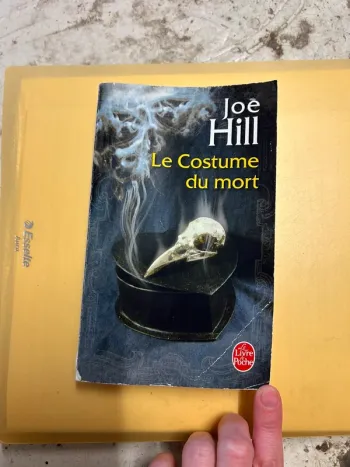 Joe
Hill
Le Costume
du mort
Le
Livre
de
Poche
Esselte